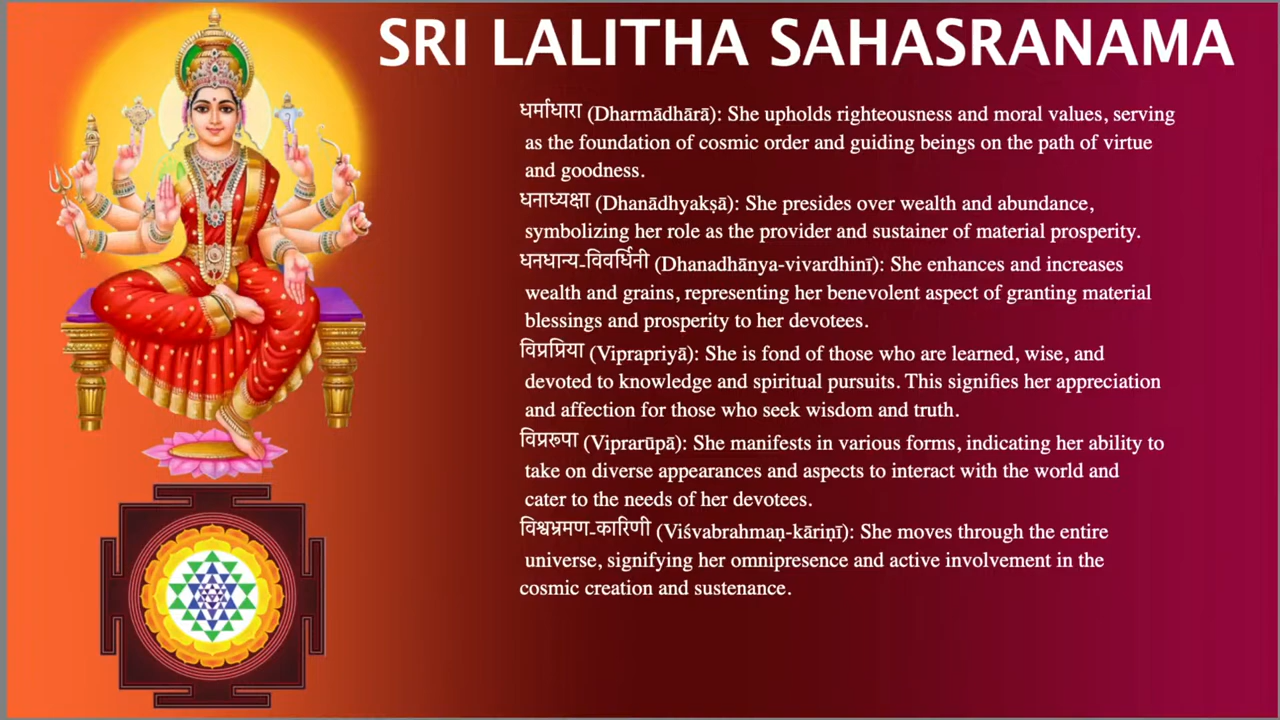 SRI LALITHA SAHASRANAMA
धर्माधारा (Dharmādhārā): She upholds righteousness and moral values, serving
as the foundation of cosmic order and guiding beings on the path of virtue
and goodness.
धनाध्यक्षा (Dhanādhyakṣā): She presides over wealth and abundance,
symbolizing her role as the provider and sustainer of material prosperity.
धनधान्य-विवर्धिनी (Dhanadhānya-vivardhinī): She enhances and increases
wealth and grains, representing her benevolent aspect of granting material
blessings and prosperity to her devotees.
विप्रप्रिया (Viprapriyā): She is fond of those who are learned, wise, and
devoted to knowledge and spiritual pursuits. This signifies her appreciation
and affection for those who seek wisdom and truth.
विप्ररूपा (Viprarūpā): She manifests in various forms, indicating her ability to
take on diverse appearances and aspects to interact with the world and
cater to the needs of her devotees.
विश्वभ्रमण-कारिणी (Viśvabrahmaṇ-kāriṇī): She moves through the entire
universe, signifying her omnipresence and active involvement in the
cosmic creation and sustenance.